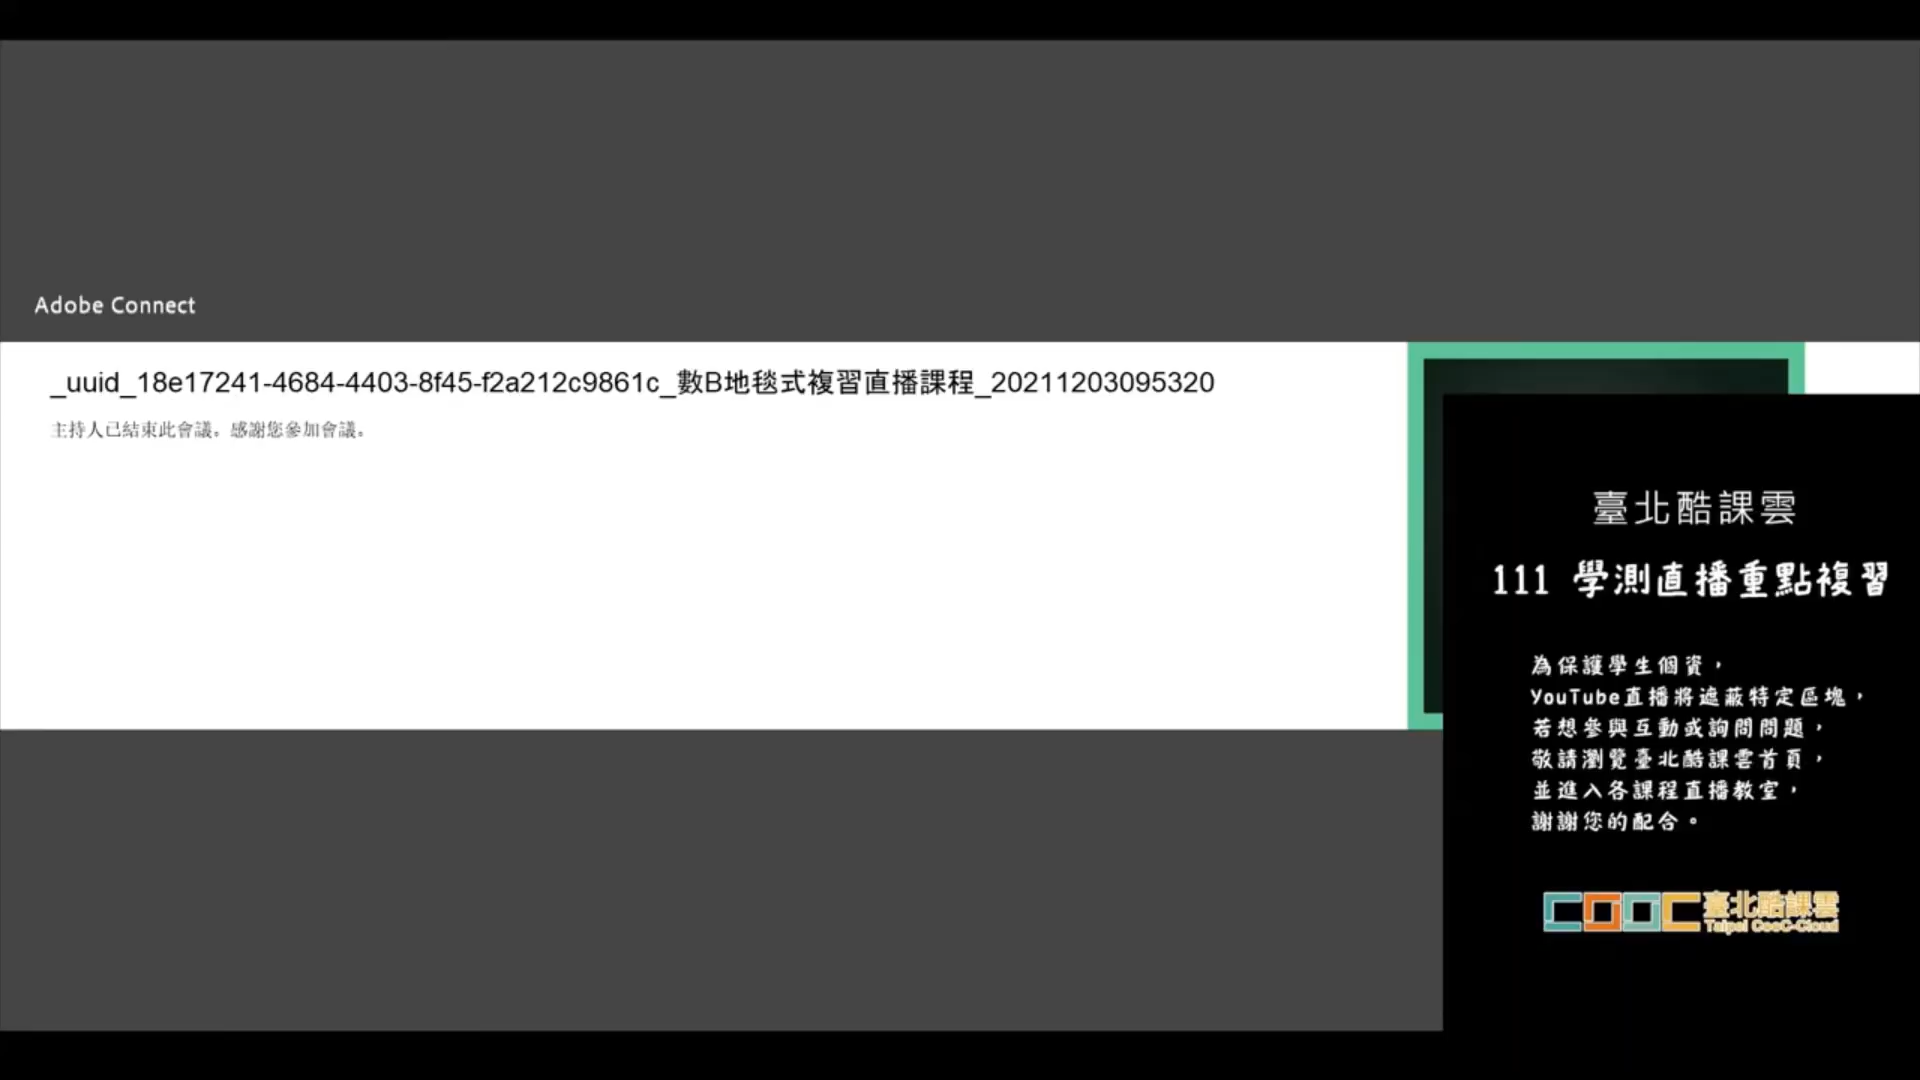 Adobe Connect
_uuid_18e17241-4684-4403-8f45-f2a212c9861c_數B地毯式複習直播課程_20211203095320
主持人已結束此會議。感謝您參加會議。
臺北酷課雲
111 學測直播重點複習
為保護學生個資，
YouTube直播將遮蔽特定區塊，
若想參與互動或詢問問題，
敬請瀏覽臺北酷課雲首頁，
並進入各課程直播教室，
謝謝您的配合。
COOC臺北酷課雲
Taipei CooC-Cloud